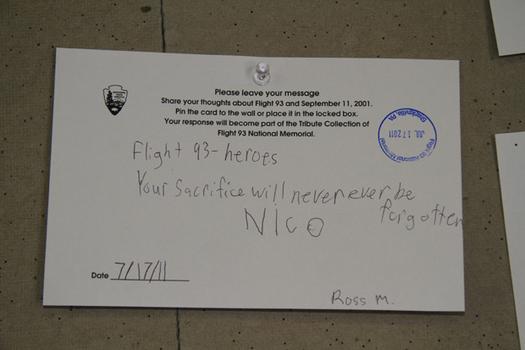 Please leave your message
Share your thoughts about Flight 93 and September 11, 2001.
Pin the card to the wall or place it in the locked box.
Your response will become part of the Tribute Collection of
Flight 93 National Memorial.
JUL 17 2011
Flight 93-heroes
Your Sacrifice will never ever be
forgotten
Nico
Date 7/17/11
Ross M.